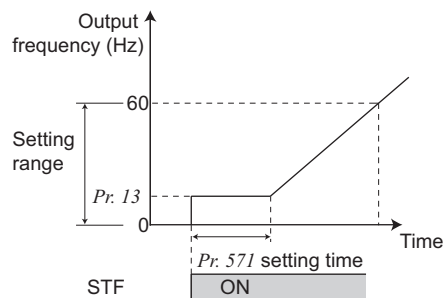 Output
frequency (Hz)
60
Setting
range
Pr. 13
0
Time
Pr. 571 setting time
STF
ON